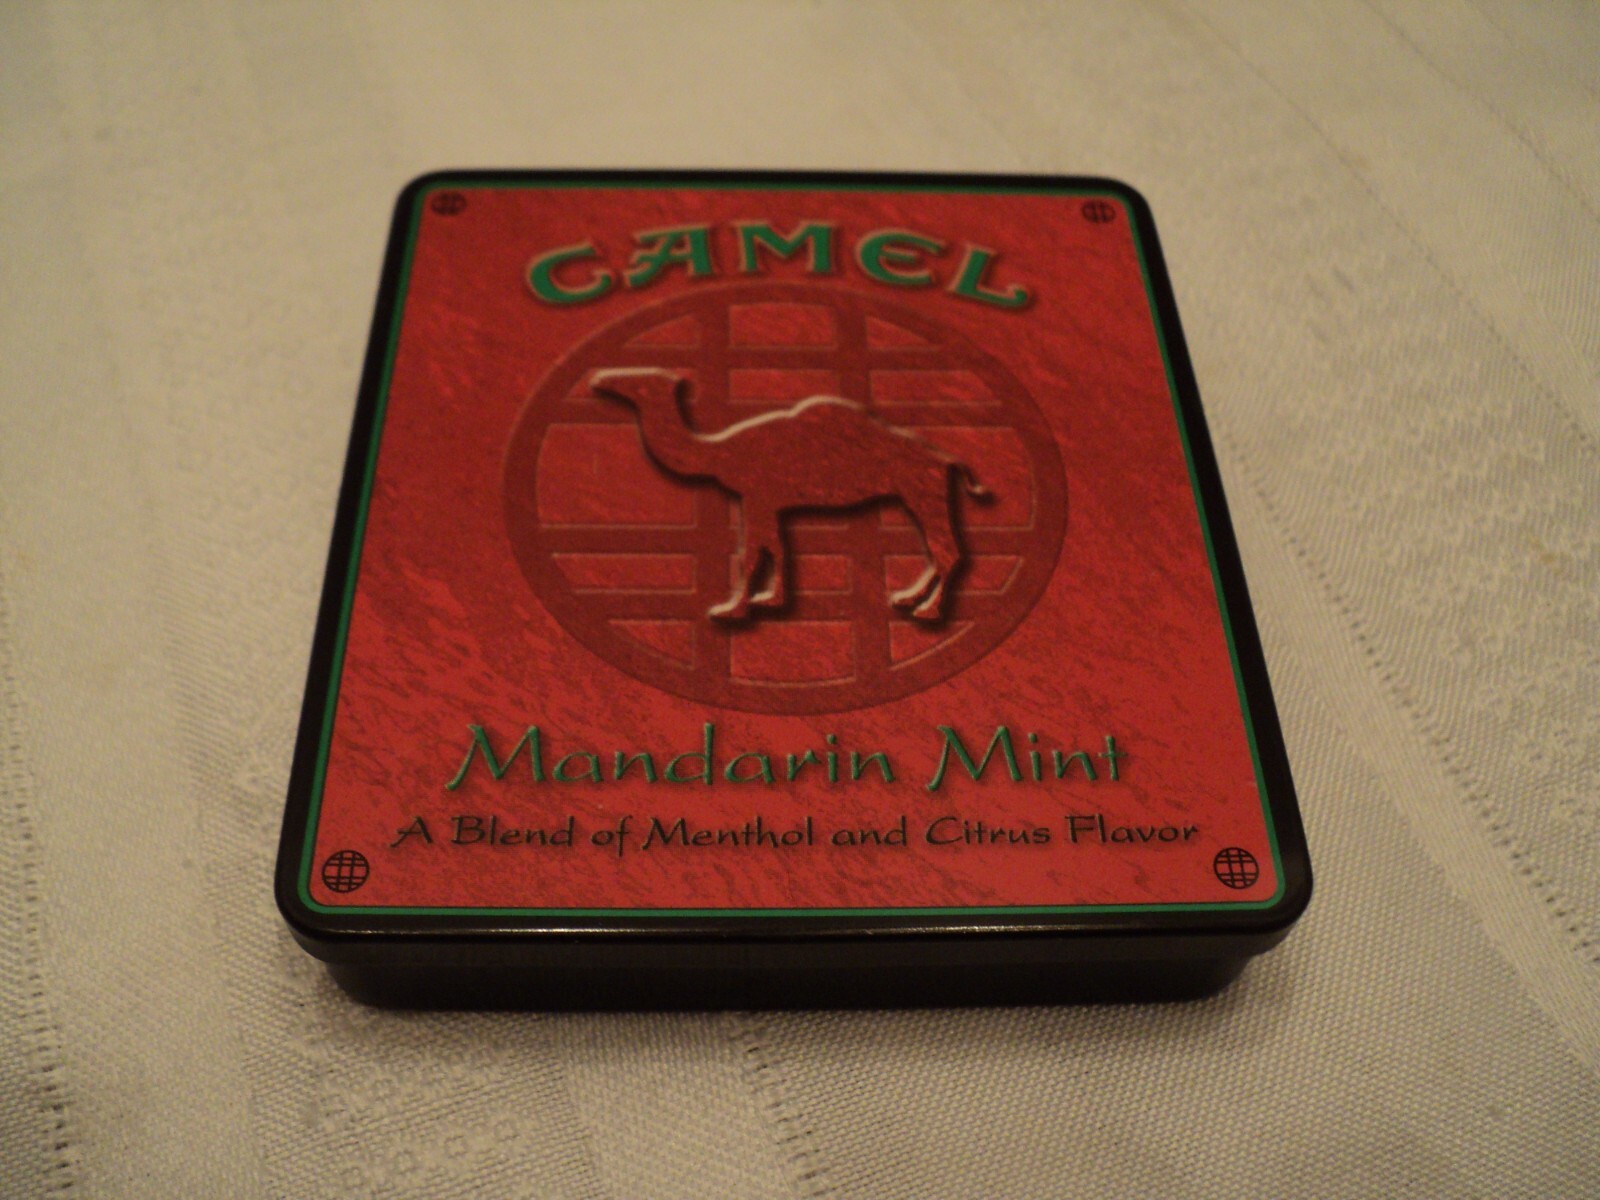 CAMEL
Mandarin Mint
A Blend of Menthol and Citrus Flavor